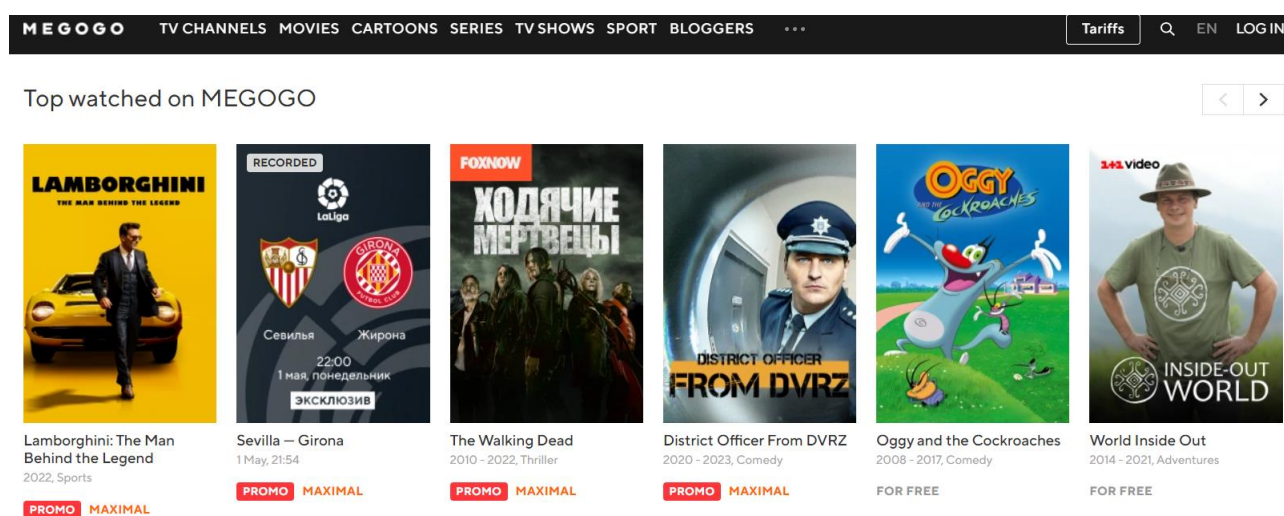 MEGOGO TV CHANNELS MOVIES CARTOONS SERIES TV SHOWS SPORT BLOGGERS ... Tariffs EN LOG IN
Top watched on MEGOGO
LAMBORGHINI
THE MAN BEHIND THE LEGEND
Lamborghini: The Man
Behind the Legend
2022, Sports
PROMO MAXIMAL
RECORDED
LaLiga
GIRONA
FUTBOL CLUB
Севилья Жирона
22:00
1 мая, понедельник
эксклюзив
Sevilla — Girona
1 May, 21:54
PROMO MAXIMAL
FOXNOW
ХОДЯЧИЕ
МЕРТВЕЦЫ
The Walking Dead
2010 - 2022, Thriller
PROMO MAXIMAL
DISTRICT OFFICER
FROM DVRZ
District Officer From DVRZ
2020 - 2023, Comedy
PROMO MAXIMAL
OGGY
AND THE
COCKROACHES
Oggy and the Cockroaches
2008 - 2017, Comedy
FOR FREE
1+1 video
INSIDE-OUT
WORLD
World Inside Out
2014 - 2021, Adventures
FOR FREE